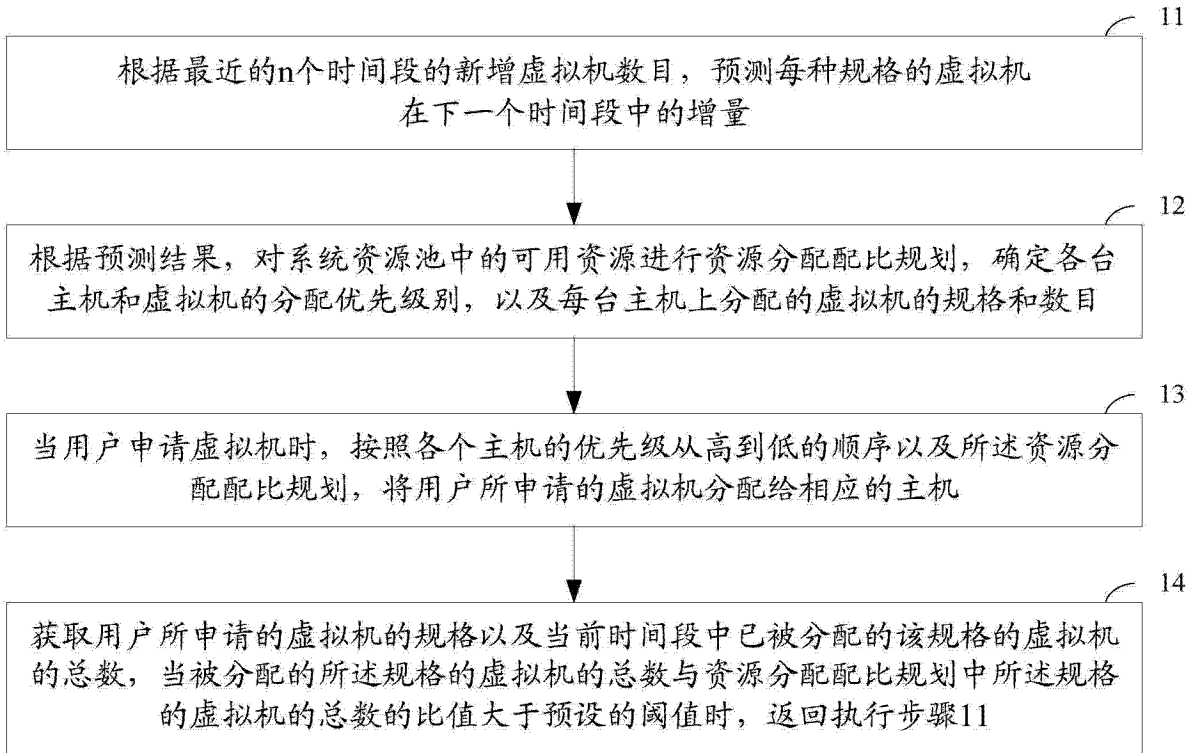 11
根据最近的n个时间段的新增虚拟机数目，预测每种规格的虚拟机
在下一个时间段中的增量
12
根据预测结果，对系统资源池中的可用资源进行资源分配配比规划，确定各台
主机和虚拟机的分配优先级别，以及每台主机上分配的虚拟机的规格和数目
13
当用户申请虚拟机时，按照各个主机的优先级从高到低的顺序以及所述资源分
配配比规划，将用户所申请的虚拟机分配给相应的主机
14
获取用户所申请的虚拟机的规格以及当前时间段中已被分配的该规格的虚拟机
的总数，当被分配的所述规格的虚拟机的总数与资源分配配比规划中所述规格
的虚拟机的总数的比值大于预设的阈值时，返回执行步骤11